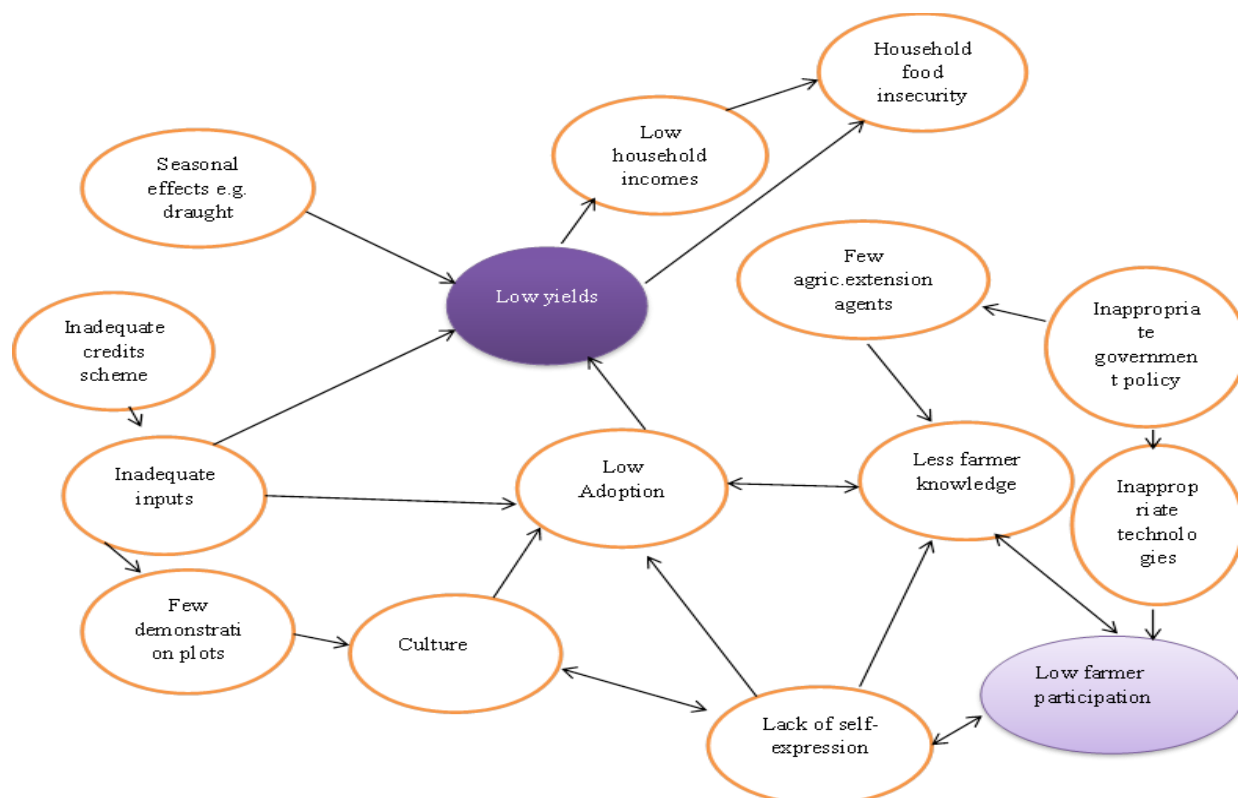 Household
food
insecurity
Low
household
incomes
Seasonal
effects e.g.
draught
Low yields
Few
agric.extension
agents
Inappropria
te
governmen
t policy
Inadequate
credits
scheme
Inadequate
inputs
Low
Adoption
Less farmer
knowledge
Inapprop
riate
technolo
gies
Few
demonstrati
on plots
Culture
Low farmer
participation
Lack of self-
expression